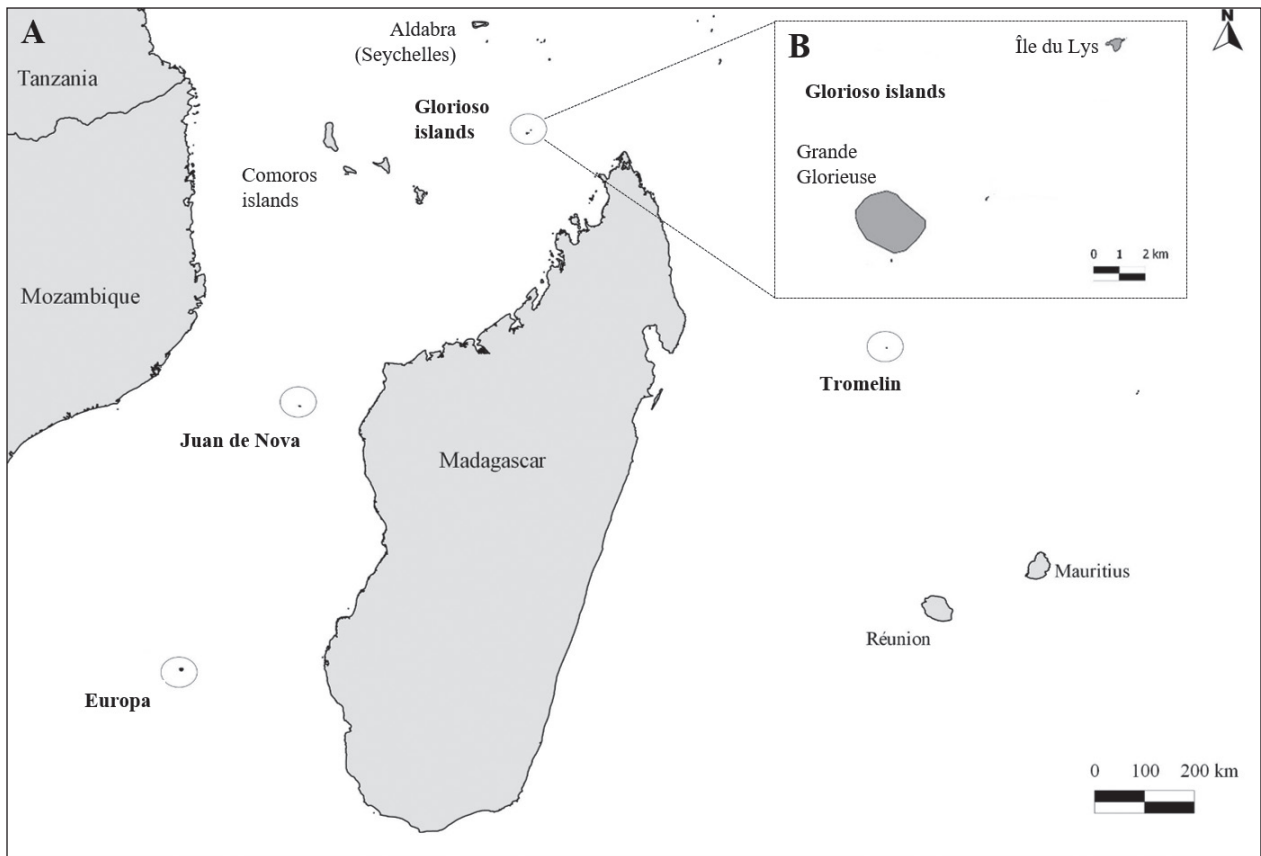 A
Aldabra
(Seychelles)
Tanzania
Glorioso
islands
Comoros
islands
Mozambique
B
Île du Lys
N
Glorioso islands
Grande
Glorieuse
0 1 2 km
Tromelin
Juan de Nova
Madagascar
Mauritius
Réunion
Europa
0 100 200 km